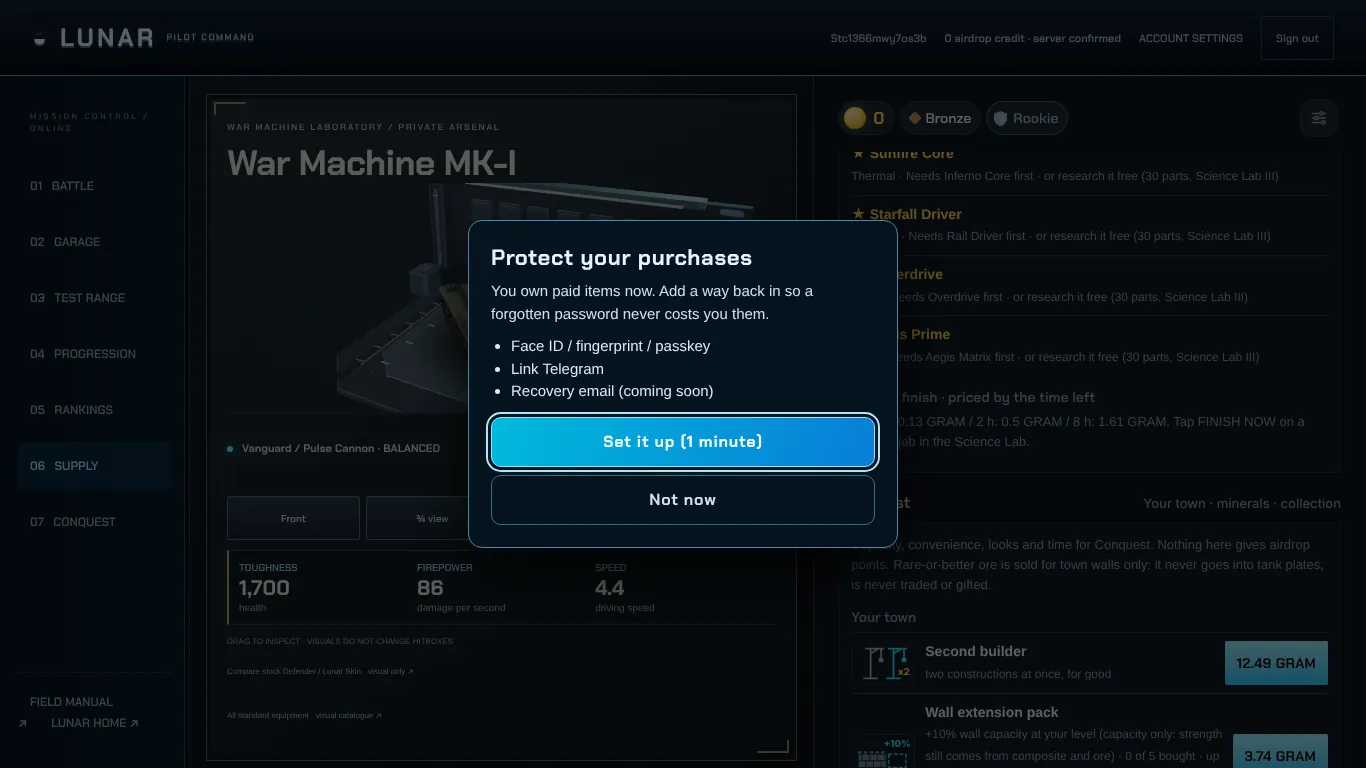 LUNAR PILOT COMMAND
Stc1366mwy7os3b 0 airdrop credit · server confirmed ACCOUNT SETTINGS Sign out
MISSION CONTROL /
ONLINE
01 BATTLE
02 GARAGE
03 TEST RANGE
04 PROGRESSION
05 RANKINGS
06 SUPPLY
07 CONQUEST
FIELD MANUAL
↗ LUNAR HOME ↗
WAR MACHINE LABORATORY / PRIVATE ARSENAL
War Machine MK-I
Vanguard / Pulse Cannon · BALANCED
Front
¾ view
TOUGHNESS
1,700
health
FIREPOWER
86
damage per second
SPEED
4.4
driving speed
DRAG TO INSPECT · VISUALS DO NOT CHANGE HITBOXES
Compare stock Defender / Lunar Skin visual only ↗
All standard equipment visual catalogue ↗
Protect your purchases
You own paid items now. Add a way back in so a
forgotten password never costs you them.
• Face ID / fingerprint / passkey
• Link Telegram
• Recovery email (coming soon)
Set it up (1 minute)
Not now
0 Bronze Rookie
★ Sunfire Core
Thermal · Needs Inferno Core first · or research it free (30 parts, Science Lab III)
★ Starfall Driver
· Needs Rail Driver first · or research it free (30 parts, Science Lab III)
erdrive
eeds Overdrive first · or research it free (30 parts, Science Lab III)
s Prime
eeds Aegis Matrix first · or research it free (30 parts, Science Lab III)
finish · priced by the time left
0.13 GRAM / 2 h: 0.5 GRAM / 8 h: 1.61 GRAM. Tap FINISH NOW on a
job in the Science Lab.
st Your town · minerals · collection
convenience, looks and time for Conquest. Nothing here gives airdrop
points. Rare-or-better ore is sold for town walls only: it never goes into tank plates,
is never traded or gifted.
Your town
x2
Second builder
two constructions at once, for good
12.49 GRAM
+10%
Wall extension pack
+10% wall capacity at your level (capacity only: strength
still comes from composite and ore) · 0 of 5 bought · up
3.74 GRAM